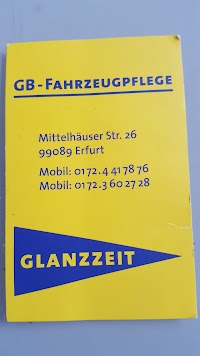 GB-FAHRZEUGPFLEGE
Mittelhäuser Str. 26
99089 Erfurt
Mobil: 0172.4 41 78 76
Mobil: 0172.3 60 27 28
GLANZZEIT